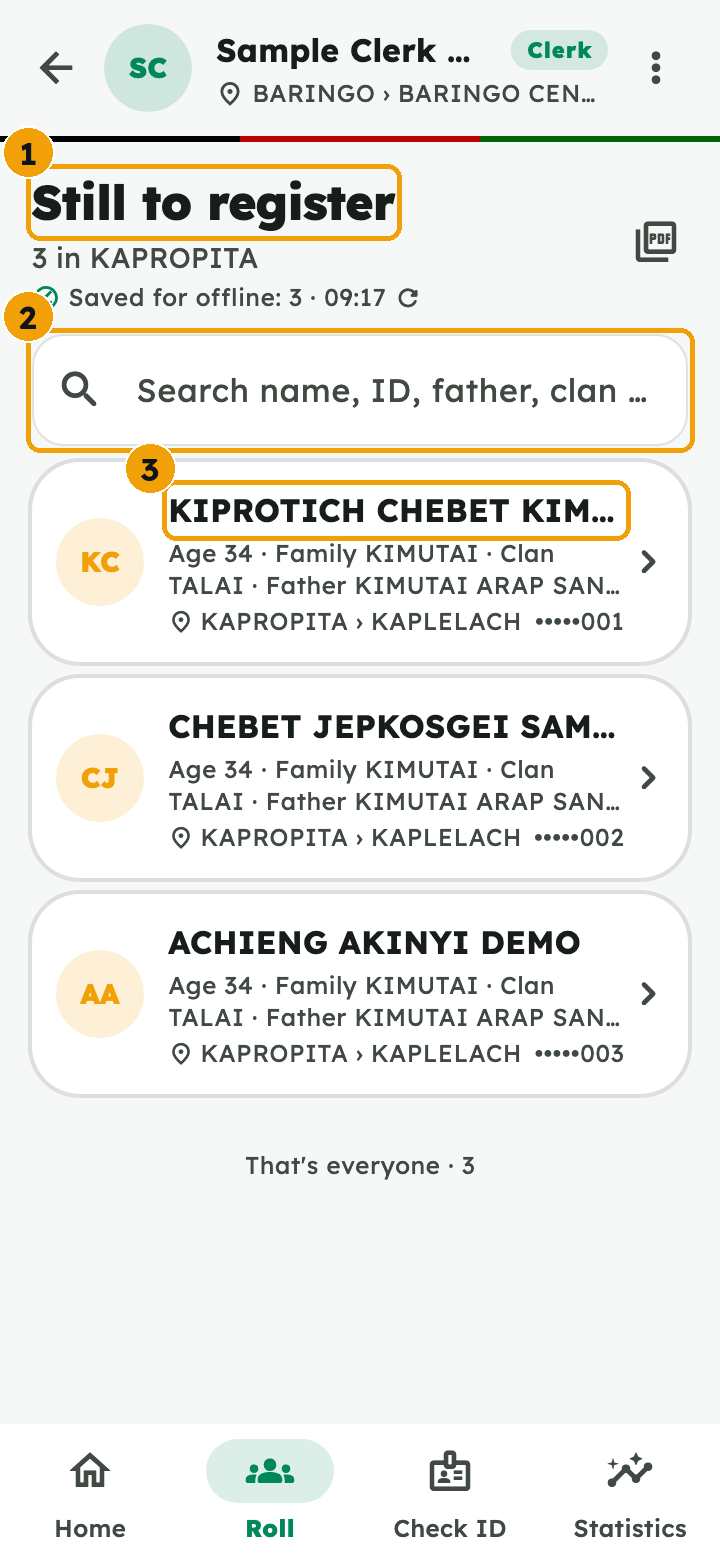 SC
Sample Clerk ...
Clerk
BARINGO › BARINGO CEN...
1
Still to register
3 in KAPROPITA
PDF
Saved for offline: 3 · 09:17
2
Search name, ID, father, clan ...
3
KC
KIPROTICH CHEBET KIM...
Age 34 · Family KIMUTAI · Clan
TALAI · Father KIMUTAI ARAP SAN...
KAPROPITA › KAPLELACH •••••001
CJ
CHEBET JEPKOSGEI SAM...
Age 34 · Family KIMUTAI · Clan
TALAI · Father KIMUTAI ARAP SAN...
KAPROPITA › KAPLELACH •••••002
AA
ACHIENG AKINYI DEMO
Age 34 · Family KIMUTAI · Clan
TALAI · Father KIMUTAI ARAP SAN...
KAPROPITA › KAPLELACH •••••003
That's everyone · 3
Home
Roll
Check ID
Statistics